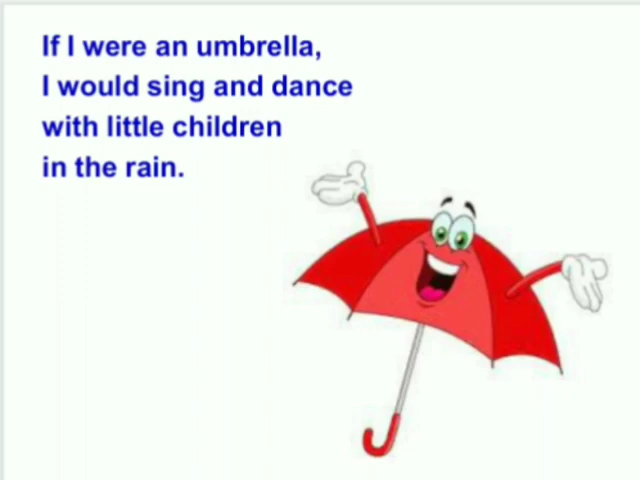 If I were an umbrella,
I would sing and dance
with little children
in the rain.